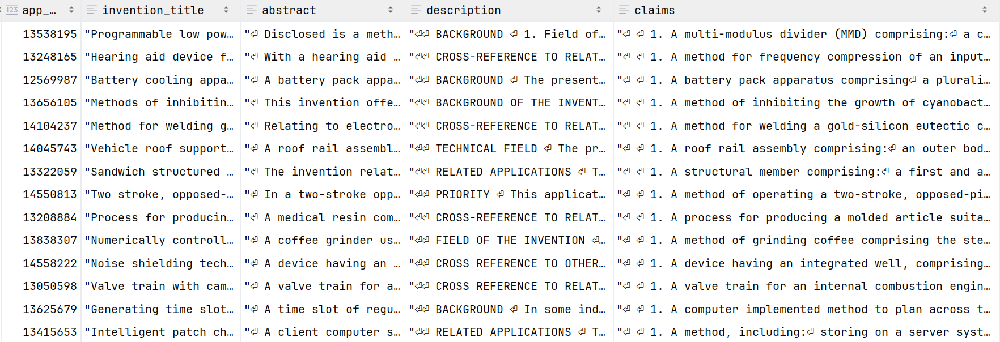 123 app_… invention_title abstract description claims
13538195 "Programmable low pow… "⏎ Disclosed is a meth… "⏎⏎ BACKGROUND ⏎ 1. Field of… "⏎ ⏎ 1. A multi-modulus divider (MMD) comprising:⏎ a c…
13248165 "Hearing aid device f… "⏎ With a hearing aid … "⏎⏎ CROSS-REFERENCE TO RELAT… "⏎ ⏎ 1. A method for frequency compression of an input…
12569987 "Battery cooling appa… "⏎ A battery pack appa… "⏎⏎ BACKGROUND ⏎ The present… "⏎ ⏎ 1. A battery pack apparatus comprising⏎ a plurali…
13656105 "Methods of inhibitin… "⏎ This invention offe… "⏎⏎ BACKGROUND OF THE INVENT… "⏎ ⏎ 1. A method of inhibiting the growth of cyanobact…
14104237 "Method for welding g… "⏎ Relating to electro… "⏎⏎ CROSS-REFERENCE TO RELAT… "⏎ ⏎ 1. A method for welding a gold-silicon eutectic c…
14045743 "Vehicle roof support… "⏎ A roof rail assembl… "⏎⏎ TECHNICAL FIELD ⏎ The pr… "⏎ ⏎ 1. A roof rail assembly comprising:⏎ an outer bod…
13322059 "Sandwich structured … "⏎ The invention relat… "⏎⏎ RELATED APPLICATIONS ⏎ T… "⏎ ⏎ 1. A structural member comprising:⏎ a first and a…
14550813 "Two stroke, opposed-… "⏎ In a two-stroke opp… "⏎⏎ PRIORITY ⏎ This applicat… "⏎ ⏎ 1. A method of operating a two-stroke, opposed-pi…
13208884 "Process for producin… "⏎ A medical resin com… "⏎⏎ CROSS-REFERENCE TO RELAT… "⏎ ⏎ 1. A process for producing a molded article suita…
13838307 "Numerically controll… "⏎ A coffee grinder us… "⏎⏎ FIELD OF THE INVENTION ⏎… "⏎ ⏎ 1. A method of grinding coffee comprising the ste…
14558222 "Noise shielding tech… "⏎ A device having an … "⏎⏎ CROSS REFERENCE TO OTHER… "⏎ ⏎ 1. A device having an integrated well, comprising…
13050598 "Valve train with cam… "⏎ A valve train for a… "⏎⏎ CROSS REFERENCE TO RELAT… "⏎ ⏎ 1. A valve train for an internal combustion engin…
13625679 "Generating time slot… "⏎ A time slot of regu… "⏎⏎ BACKGROUND ⏎ In some ind… "⏎ ⏎ 1. A computer implemented method to plan across t…
13415653 "Intelligent patch ch… "⏎ A client computer s… "⏎⏎ RELATED APPLICATIONS ⏎ T… "⏎ ⏎ 1. A method, including:⏎ storing on a server syst…